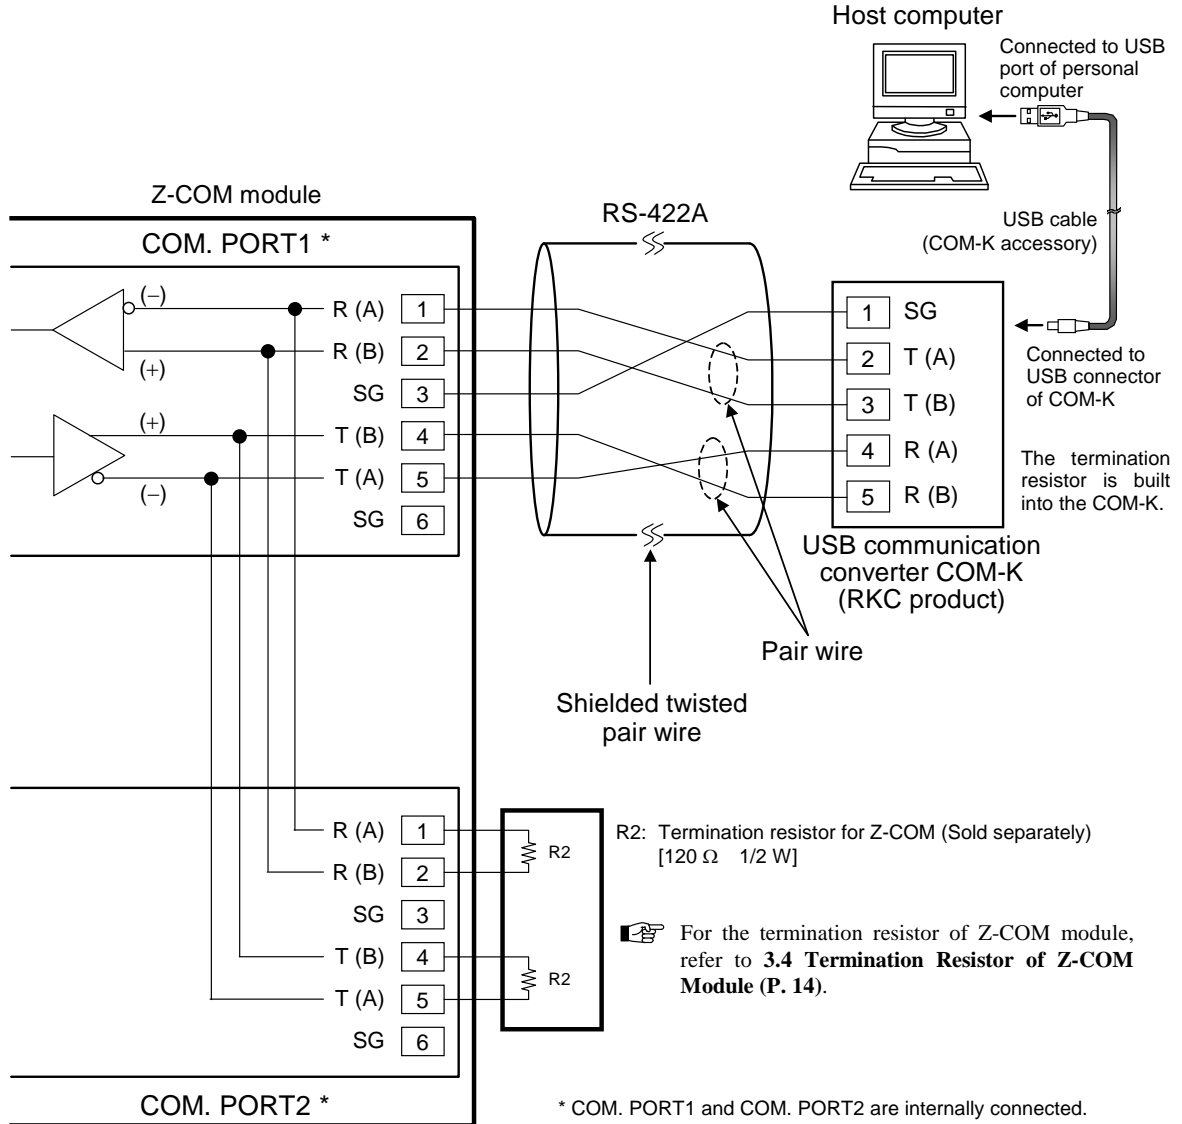 Host computer
Connected to USB
port of personal
computer
Z-COM module
RS-422A
USB cable
(COM-K accessory)
COM. PORT1 *
(−)
R (A) 1
R (B) 2
(+)
SG 3
(+)
T (B) 4
T (A) 5
(−)
SG 6
1 SG
2 T (A)
3 T (B)
4 R (A)
5 R (B)
Connected to
USB connector
of COM-K
The termination
resistor is built
into the COM-K.
USB communication
converter COM-K
(RKC product)
Pair wire
Shielded twisted
pair wire
R (A) 1
R (B) 2
SG 3
T (B) 4
T (A) 5
SG 6
R2
R2
R2: Termination resistor for Z-COM (Sold separately)
[120 Ω 1/2 W]
For the termination resistor of Z-COM module,
refer to 3.4 Termination Resistor of Z-COM
Module (P. 14).
COM. PORT2 *
* COM. PORT1 and COM. PORT2 are internally connected.